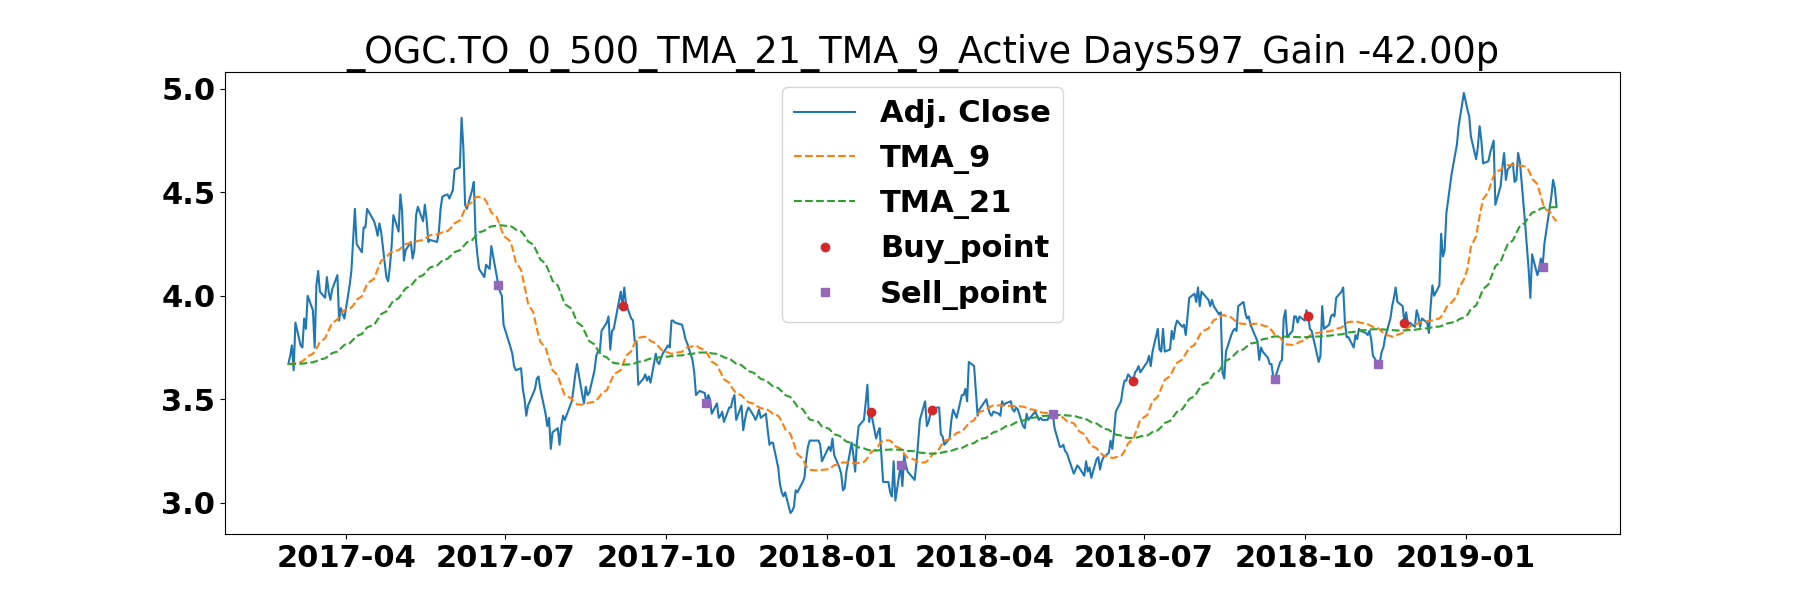 _OGC.TO_0_500_TMA_21_TMA_9_Active Days597_Gain -42.00p
5.0
4.5
4.0
3.5
3.0
Adj. Close
TMA_9
TMA_21
Buy_point
Sell_point
2017-04 2017-07 2017-10 2018-01 2018-04 2018-07 2018-10 2019-01